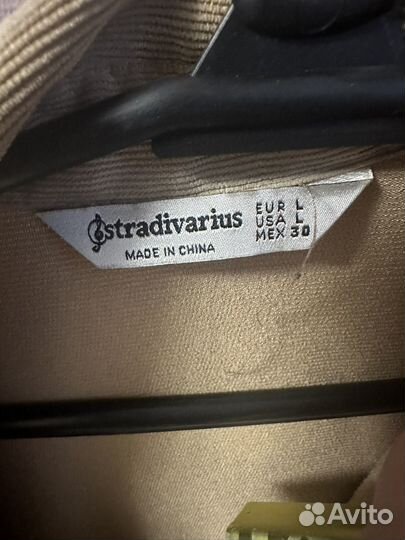 stradivarius
MADE IN CHINA
EUR L
USA L
MEX 30
Avito